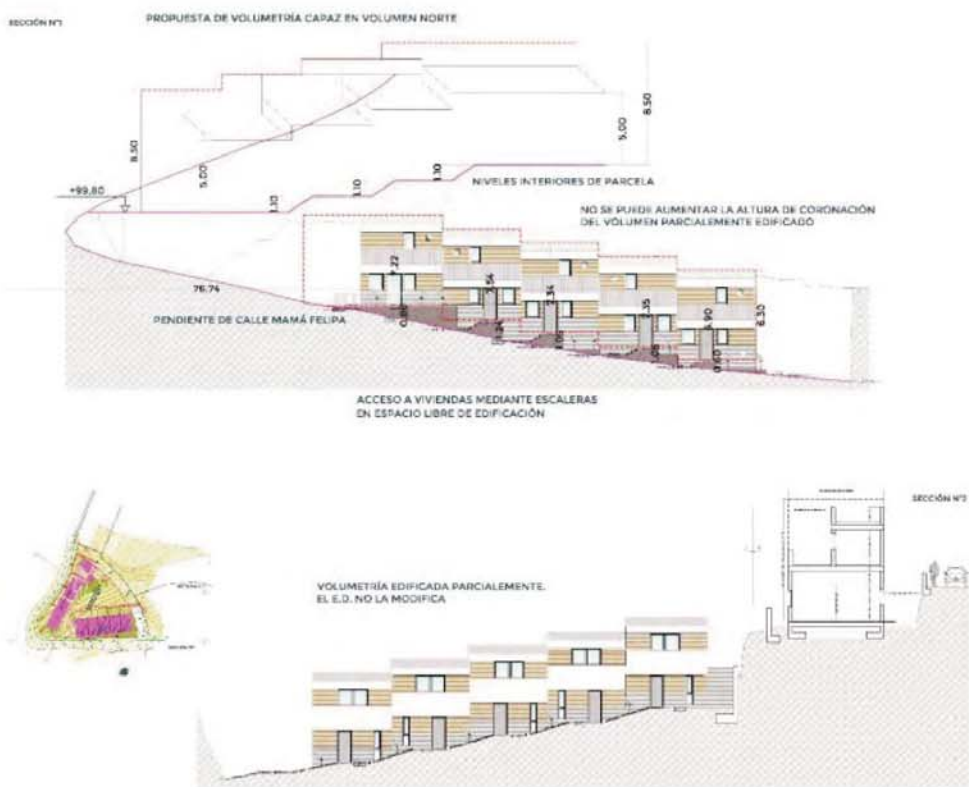 SECCIÓN Nº1
PROPUESTA DE VOLUMETRÍA CAPAZ EN VOLUMEN NORTE
8.50
5.00
8.50
5.00
+99,80
1.10
1.10
1.10
NIVELES INTERIORES DE PARCELA
NO SE PUEDE AUMENTAR LA ALTURA DE CORONACIÓN
DEL VOLUMEN PARCIALEMENTE EDIFICADO
76.74
PENDIENTE DE CALLE MAMÁ FELIPA
7.22
6.30
ACCESO A VIVIENDAS MEDIANTE ESCALERAS
EN ESPACIO LIBRE DE EDIFICACIÓN
SECCIÓN Nº2
VOLUMETRÍA EDIFICADA PARCIALMENTE.
EL E.D. NO LA MODIFICA